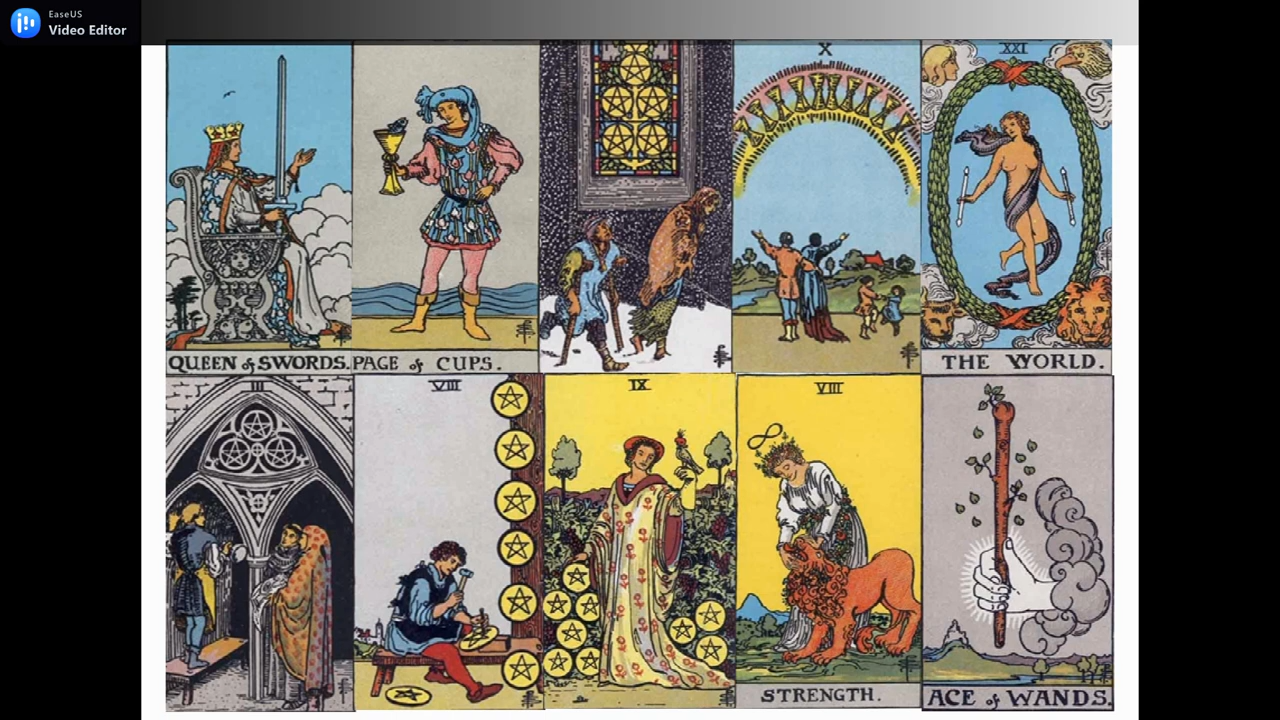 EaseUS
Video Editor
X
XXI
QUEEN of SWORDS.
PAGE of CUPS.
THE WORLD.
III
VIII
IX
VIII
STRENGTH.
ACE of WANDS.